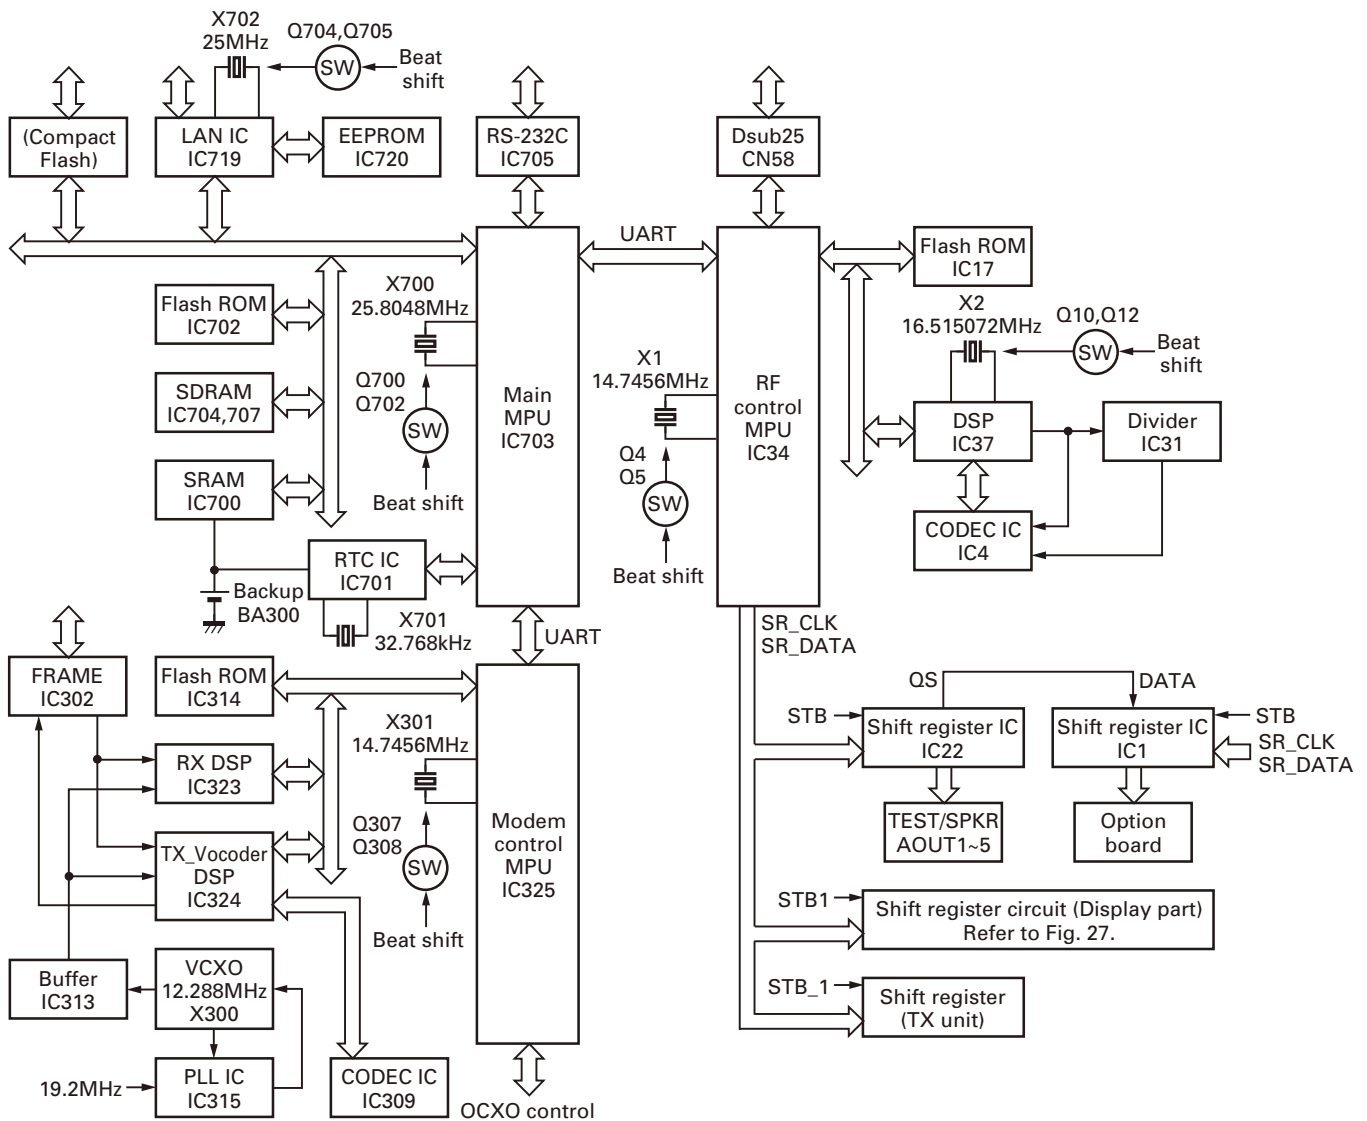 X702
25MHz
Q704,Q705
SW
Beat
shift
(Compact
Flash)
LAN IC
IC719
EEPROM
IC720
RS-232C
IC705
Dsub25
CN58
UART
Flash ROM
IC17
Flash ROM
IC702
X700
25.8048MHz
Q700
Q702
SW
Beat shift
Main
MPU
IC703
X1
14.7456MHz
Q4
Q5
SW
Beat shift
RF
control
MPU
IC34
X2
16.515072MHz
Q10,Q12
SW
Beat
shift
DSP
IC37
Divider
IC31
CODEC IC
IC4
SDRAM
IC704,707
SRAM
IC700
RTC IC
IC701
Backup
BA300
X701
32.768kHz
UART
SR_CLK
SR_DATA
FRAME
IC302
Flash ROM
IC314
X301
14.7456MHz
Q307
Q308
SW
Beat shift
Modem
control
MPU
IC325
RX DSP
IC323
TX_Vocoder
DSP
IC324
Buffer
IC313
VCXO
12.288MHz
X300
19.2MHz
PLL IC
IC315
CODEC IC
IC309
OCXO control
QS
DATA
STB
Shift register IC
IC22
Shift register IC
IC1
STB
SR_CLK
SR_DATA
TEST/SPKR
AOUT1~5
Option
board
STB1
Shift register circuit (Display part)
Refer to Fig. 27.
STB_1
Shift register
(TX unit)